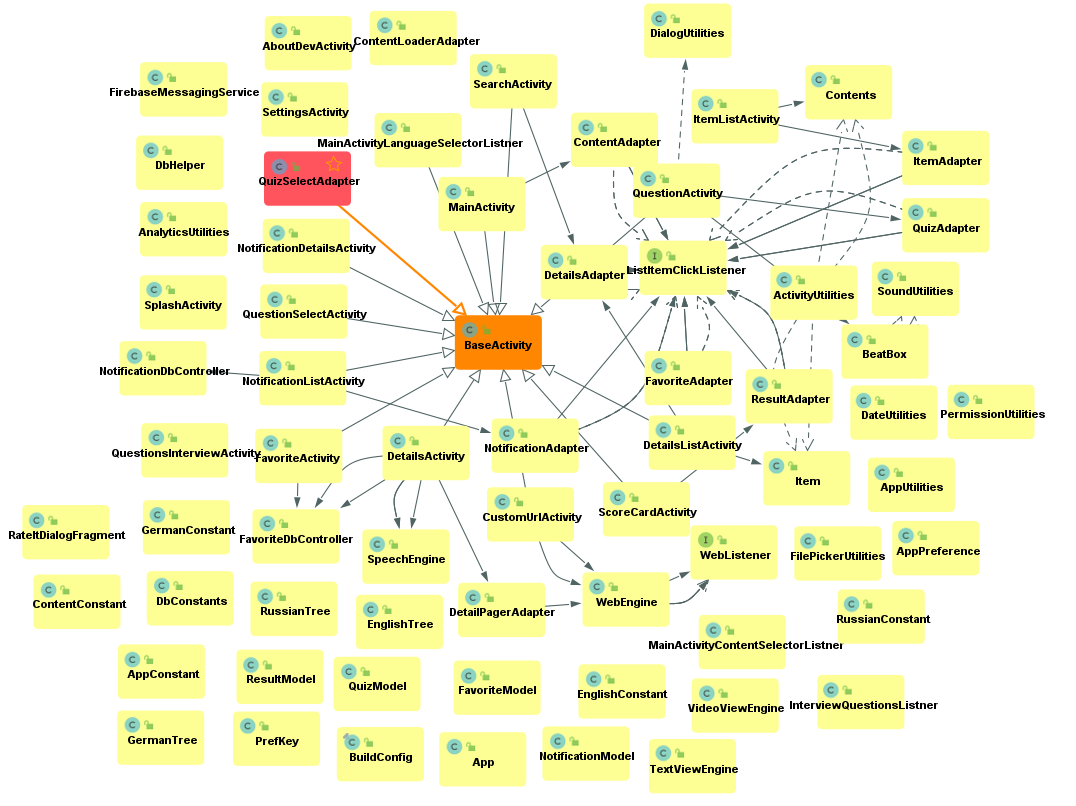 DialogUtilities
AboutDevActivity
ContentLoaderAdapter
SearchActivity
FirebaseMessagingService
SettingsActivity
Contents
ItemListActivity
MainActivityLanguageSelectorListner
ContentAdapter
DbHelper
ItemAdapter
QuizSelectAdapter
QuestionActivity
MainActivity
AnalyticsUtilities
NotificationDetailsActivity
QuizAdapter
DetailsAdapter
ListItemClickListener
SplashActivity
QuestionSelectActivity
ActivityUtilities
SoundUtilities
BaseActivity
BeatBox
NotificationDbController
NotificationListActivity
FavoriteAdapter
ResultAdapter
DateUtilities
PermissionUtilities
QuestionsInterviewActivity
FavoriteActivity
DetailsActivity
NotificationAdapter
DetailsListActivity
Item
AppUtilities
RateItDialogFragment
GermanConstant
FavoriteDbController
CustomUrlActivity
ScoreCardActivity
SpeechEngine
WebListener
FilePickerUtilities
AppPreference
ContentConstant
DbConstants
RussianTree
EnglishTree
DetailPagerAdapter
WebEngine
RussianConstant
MainActivityContentSelectorListner
AppConstant
ResultModel
QuizModel
FavoriteModel
EnglishConstant
VideoViewEngine
InterviewQuestionsListner
GermanTree
PrefKey
BuildConfig
App
NotificationModel
TextViewEngine